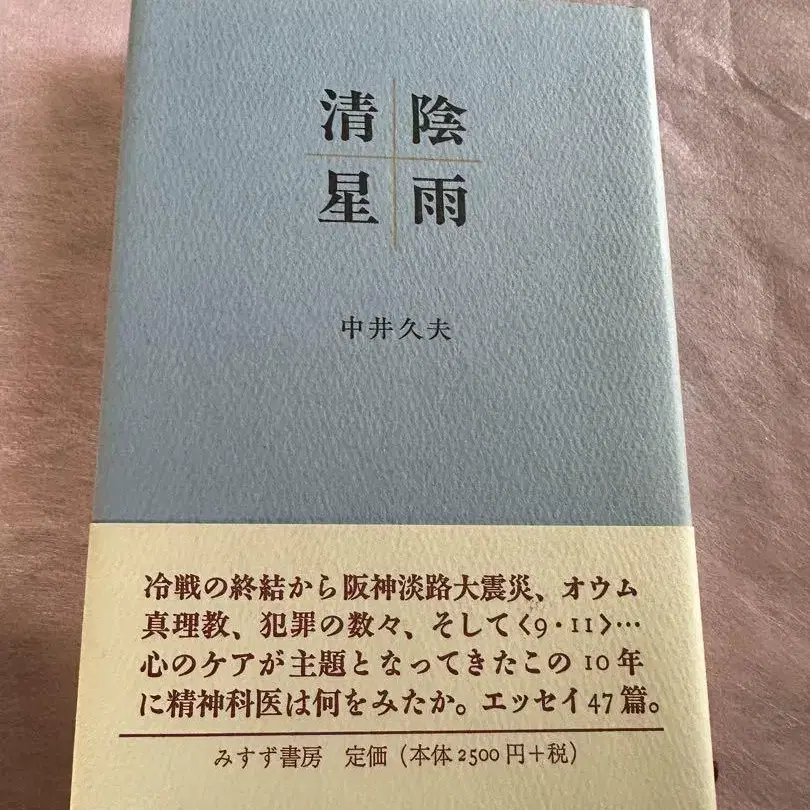 清陰
星雨
中井久夫
冷戦の終結から阪神淡路大震災、オウム
真理教、犯罪の数々、そして〈9・11〉…
心のケアが主題となってきたこの10年
に精神科医は何をみたか。エッセイ47篇。
みすず書房　定価（本体2500円＋税）